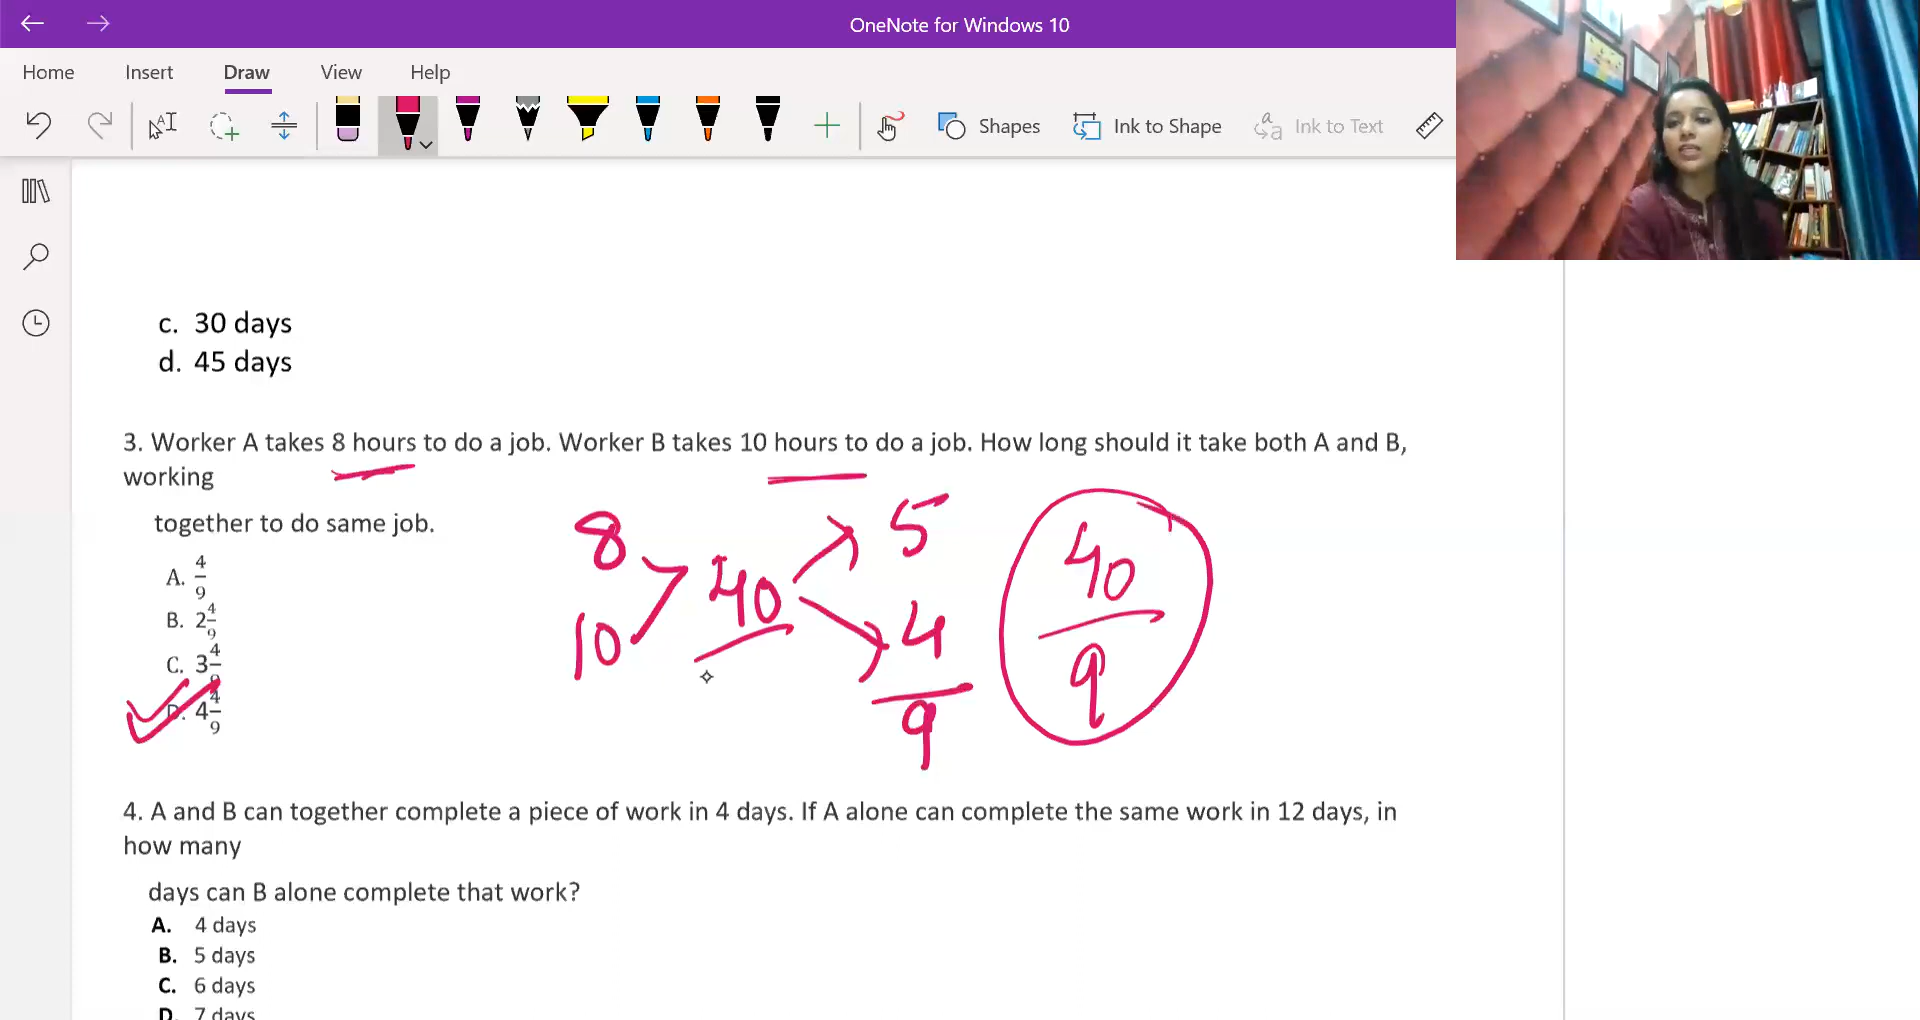 OneNote for Windows 10
Home Insert Draw View Help
Shapes Ink to Shape Ink to Text
c. 30 days
d. 45 days
3. Worker A takes 8 hours to do a job. Worker B takes 10 hours to do a job. How long should it take both A and B,
working
together to do same job.
A. 4/9
B. 2 4/9
C. 3 4/9
D. 4 4/9
8
10
40
5
4
9
40/9
4. A and B can together complete a piece of work in 4 days. If A alone can complete the same work in 12 days, in
how many
days can B alone complete that work?
A. 4 days
B. 5 days
C. 6 days
D. 7 days